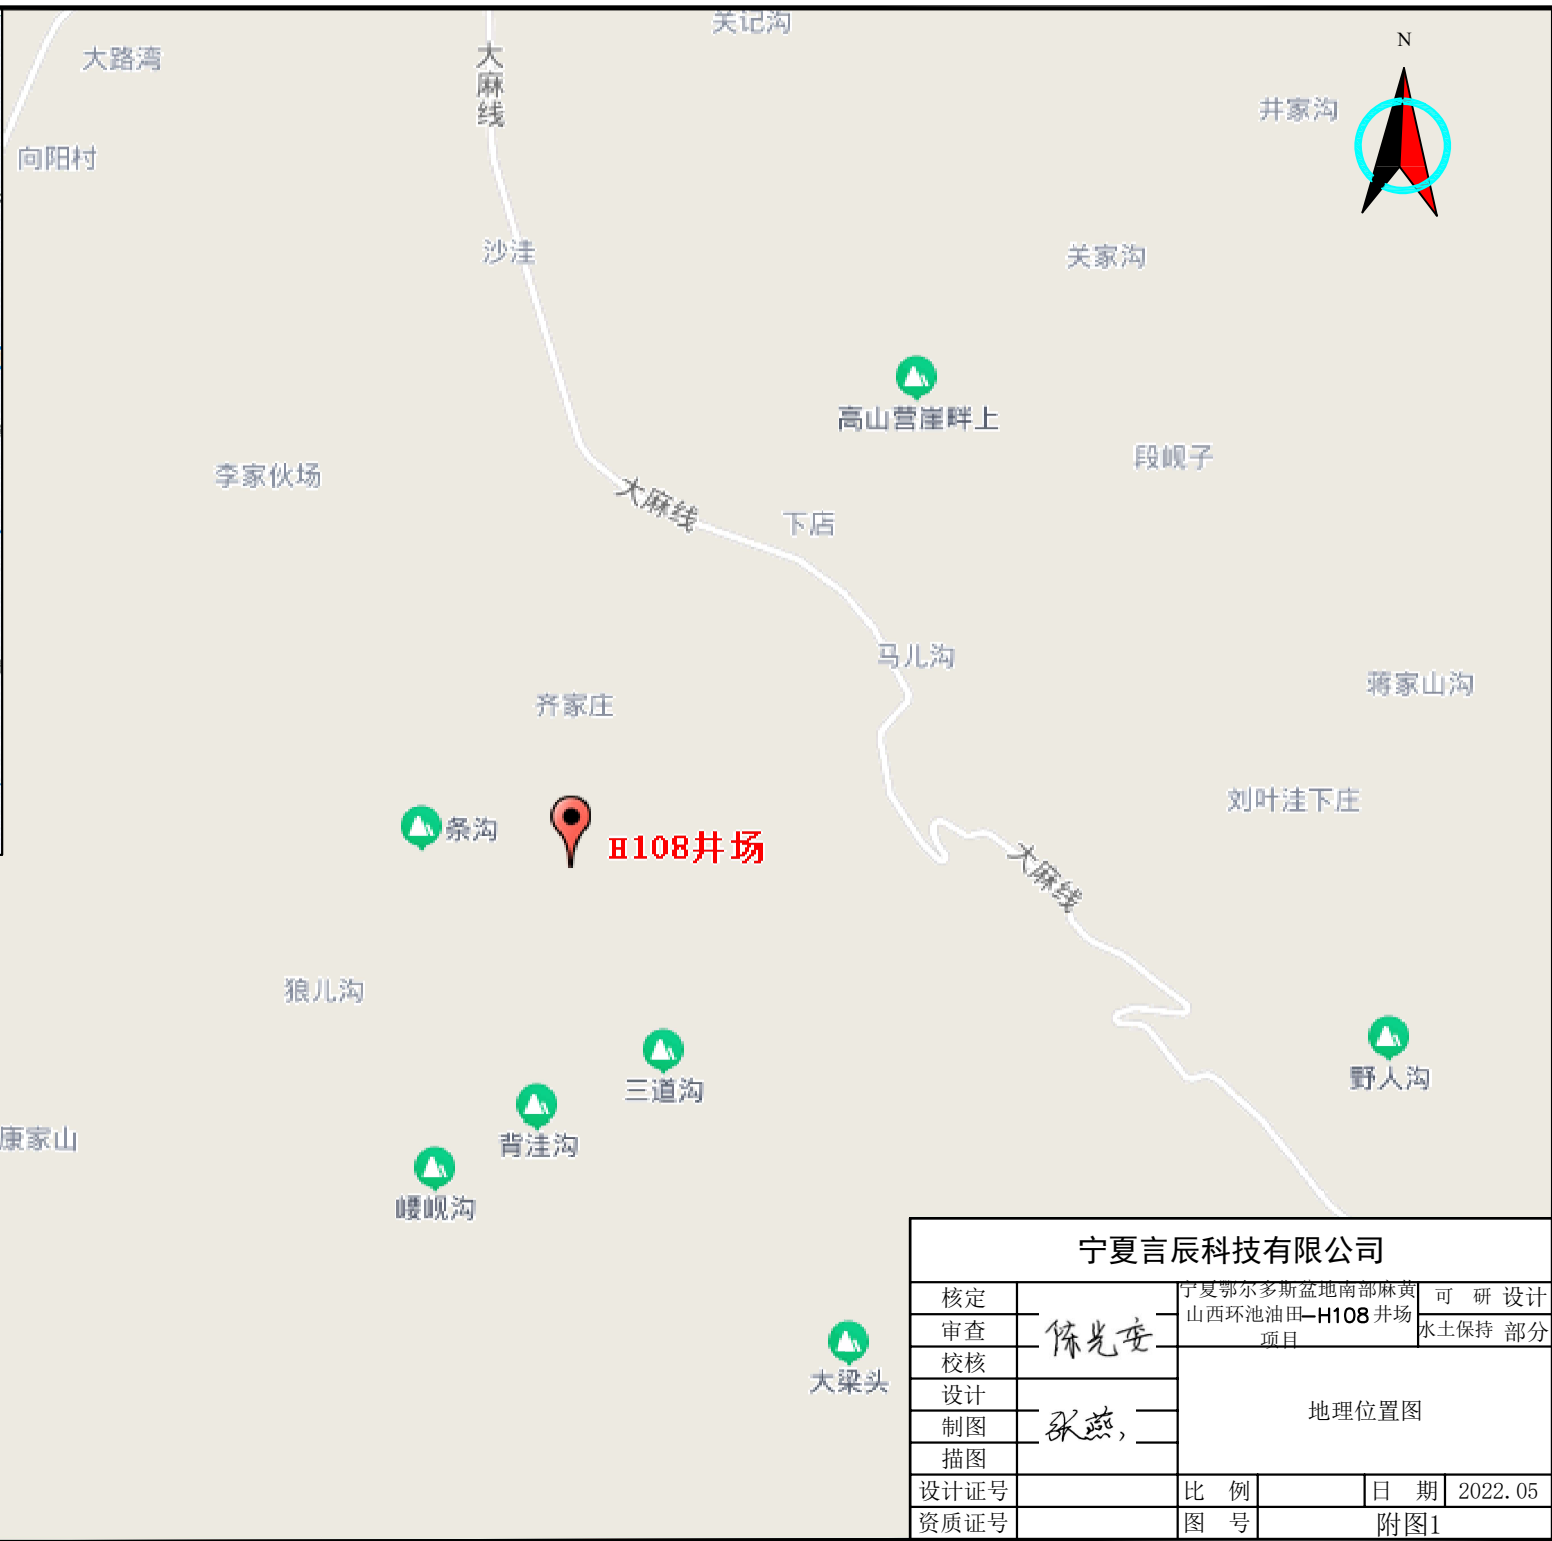 关记沟
N
大路湾
大麻线
井家沟
向阳村
沙洼
关家沟
高山营崖畔上
段岘子
李家伙场
大麻线
下店
马儿沟
蒋家山沟
齐家庄
刘叶洼下庄
条沟
H108井场
大麻线
狼儿沟
野人沟
三道沟
康家山
背洼沟
崾岘沟
大梁头
宁夏言辰科技有限公司
核定
宁夏鄂尔多斯盆地南部麻黄
山西环池油田—H108井场
项目
可 研 设计
审查
陈光安
水土保持 部分
校核
设计
地理位置图
制图
张燕
描图
设计证号
比 例
日 期
2022.05
资质证号
图 号
附图1